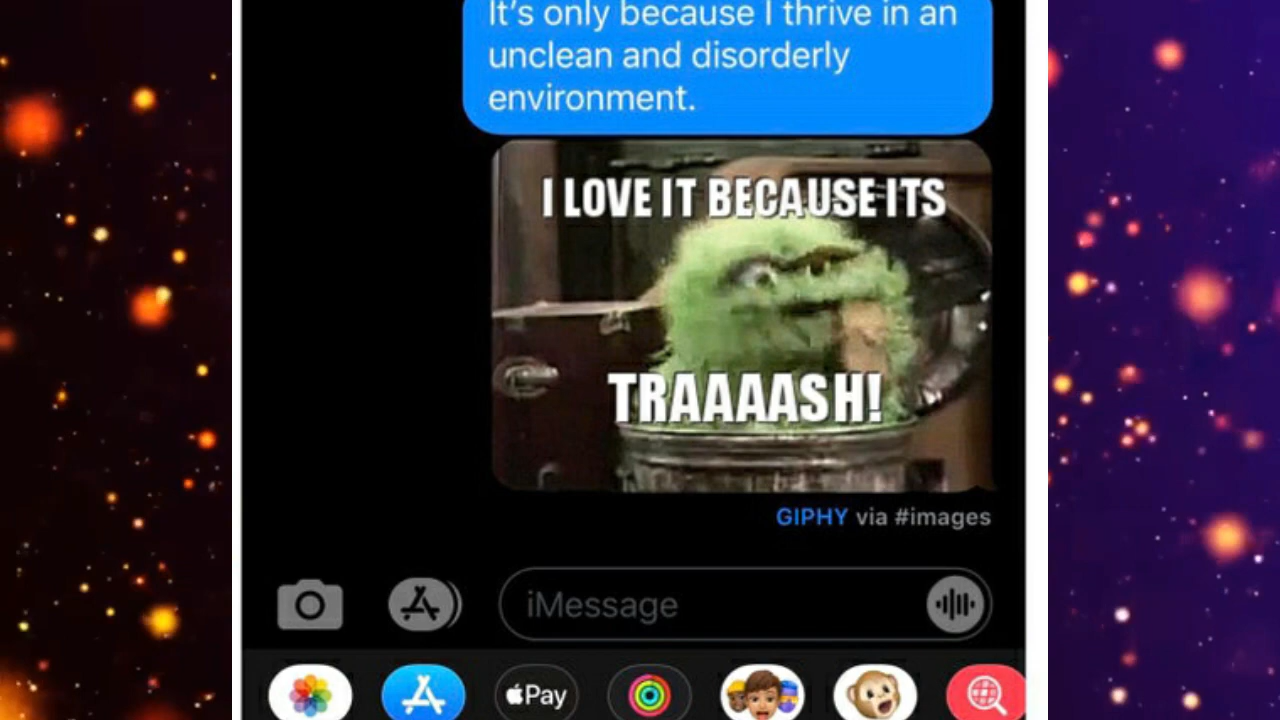 It’s only because I thrive in an
unclean and disorderly
environment.
I LOVE IT BECAUSE ITS
TRAAAASH!
GIPHY via #images
iMessage
Pay